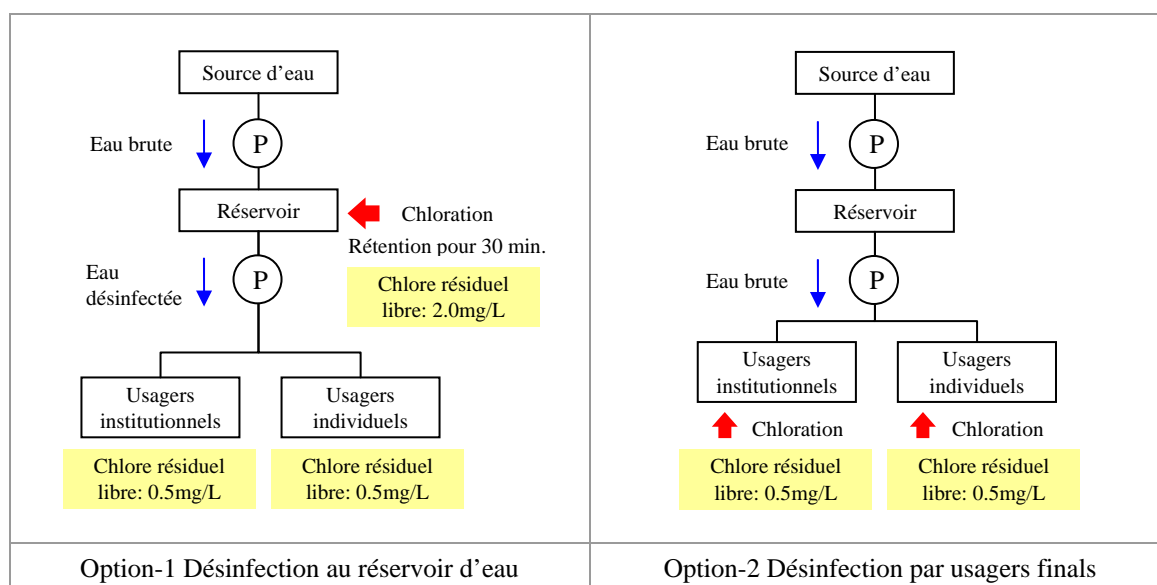 Source d'eau
Eau brute
P
Réservoir
Chloration
Rétention pour 30 min.
Eau
désinfectée
P
Chlore résiduel
libre: 2.0mg/L
Usagers
institutionnels
Usagers
individuels
Chlore résiduel
libre: 0.5mg/L
Chlore résiduel
libre: 0.5mg/L
Option-1 Désinfection au réservoir d'eau
Source d'eau
Eau brute
P
Réservoir
Eau brute
P
Usagers
institutionnels
Usagers
individuels
Chloration
Chloration
Chlore résiduel
libre: 0.5mg/L
Chlore résiduel
libre: 0.5mg/L
Option-2 Désinfection par usagers finals